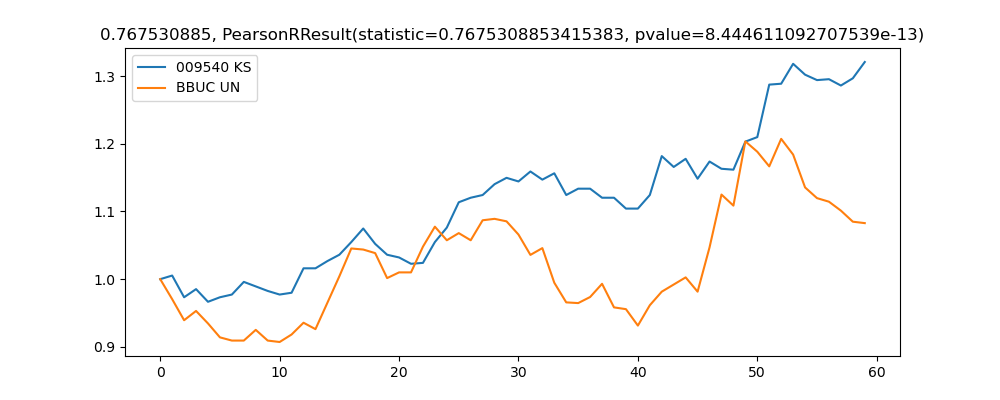 0.767530885, PearsonRResult(statistic=0.7675308853415383, pvalue=8.444611092707539e-13)
009540 KS
BBUC UN
1.3
1.2
1.1
1.0
0.9
0 10 20 30 40 50 60